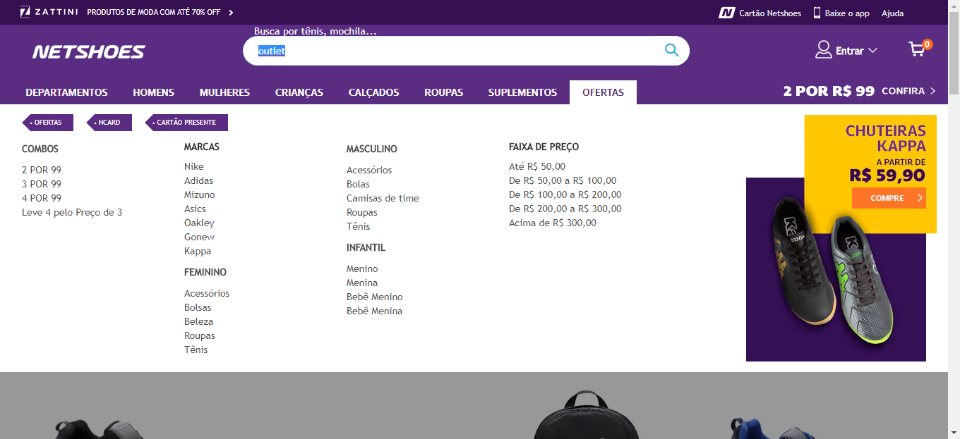 ZATTINI PRODUTOS DE MODA COM ATÉ 70% OFF
Cartão Netshoes Baixe o app Ajuda
NETSHOES
Busca por tênis, mochila...
outlet
Entrar
0
DEPARTAMENTOS HOMENS MULHERES CRIANÇAS CALÇADOS ROUPAS SUPLEMENTOS OFERTAS
2 POR R$ 99 CONFIRA
+ OFERTAS + NCARD + CARTÃO PRESENTE
COMBOS
2 POR 99
3 POR 99
4 POR 99
Leve 4 pelo Preço de 3
MARCAS
Nike
Adidas
Mizuno
Asics
Oakley
Gonew
Kappa
FEMININO
Acessórios
Bolsas
Beleza
Roupas
Tênis
MASCULINO
Acessórios
Bolas
Camisas de time
Roupas
Tênis
INFANTIL
Menino
Menina
Bebê Menino
Bebê Menina
FAIXA DE PREÇO
Até R$ 50,00
De R$ 50,00 a R$ 100,00
De R$ 100,00 a R$ 200,00
De R$ 200,00 a R$ 300,00
Acima de R$ 300,00
CHUTEIRAS
KAPPA
A PARTIR DE
R$ 59,90
COMPRE